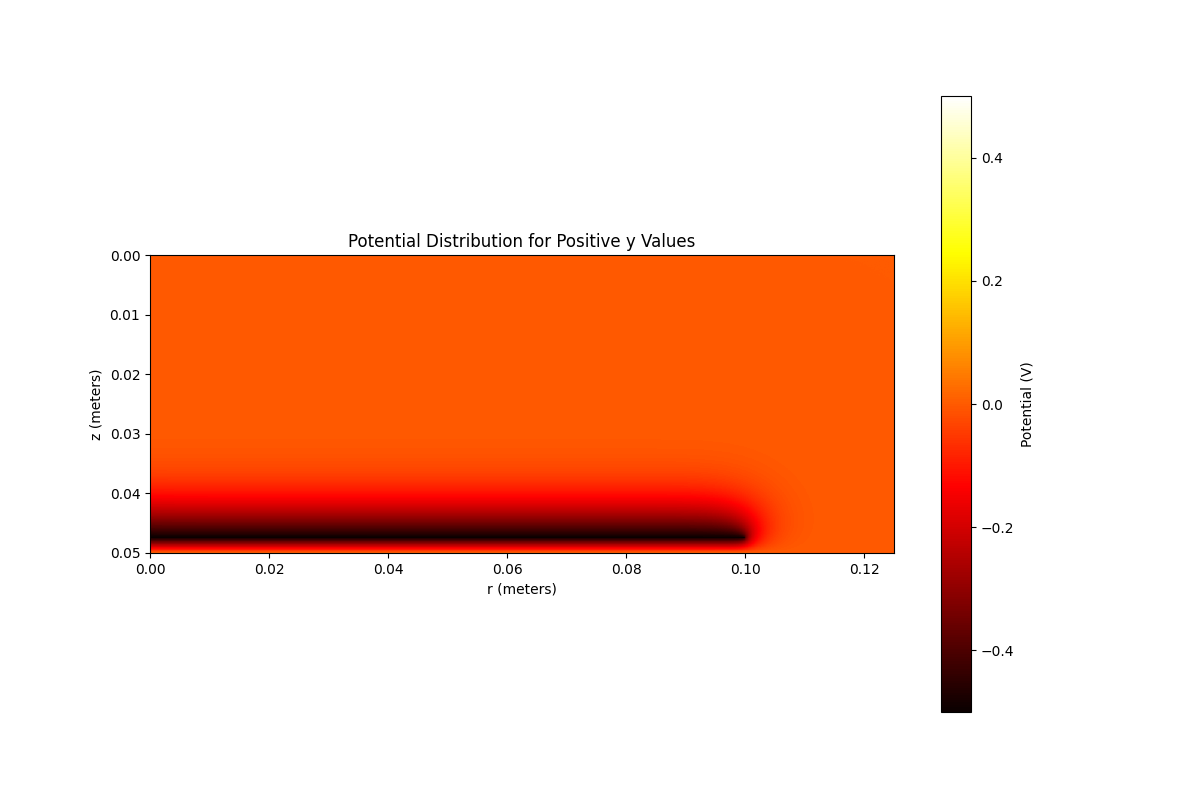 Potential Distribution for Positive y Values
0.00
0.01
0.02
0.03
0.04
0.05
z (meters)
0.00 0.02 0.04 0.06 0.08 0.10 0.12
r (meters)
0.4
0.2
0.0
−0.2
−0.4
Potential (V)